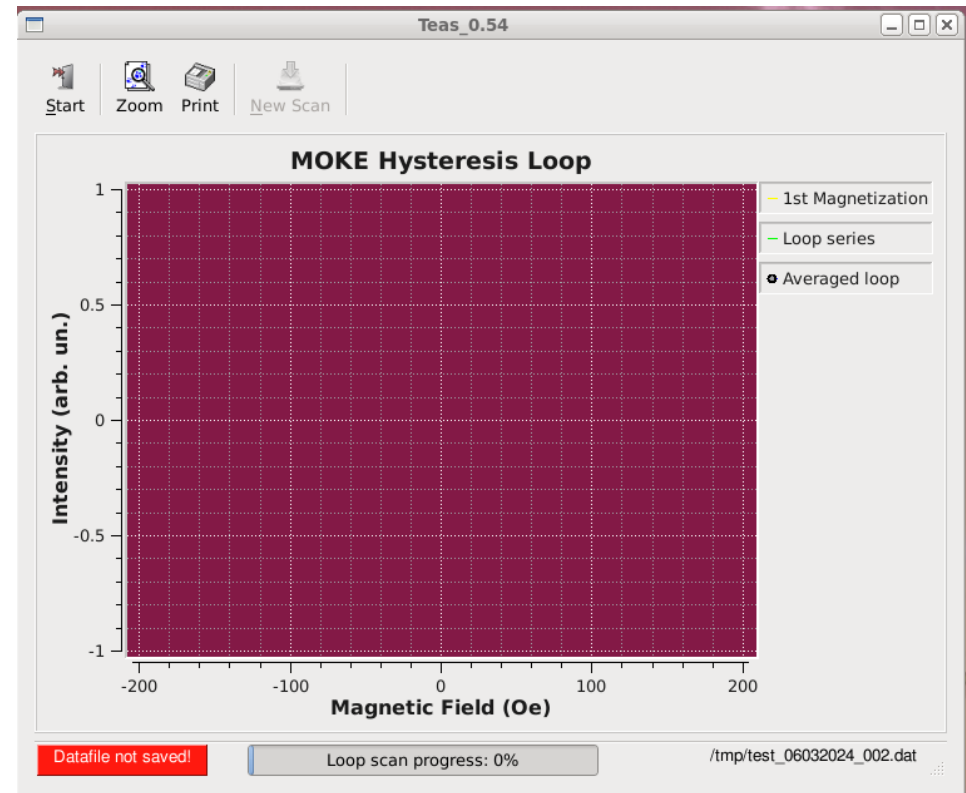 Teas_0.54
Start Zoom Print New Scan
MOKE Hysteresis Loop
1st Magnetization
Loop series
Averaged loop
Intensity (arb. un.)
1
0.5
0
-0.5
-1
-200 -100 0 100 200
Magnetic Field (Oe)
Datafile not saved! Loop scan progress: 0% /tmp/test_06032024_002.dat